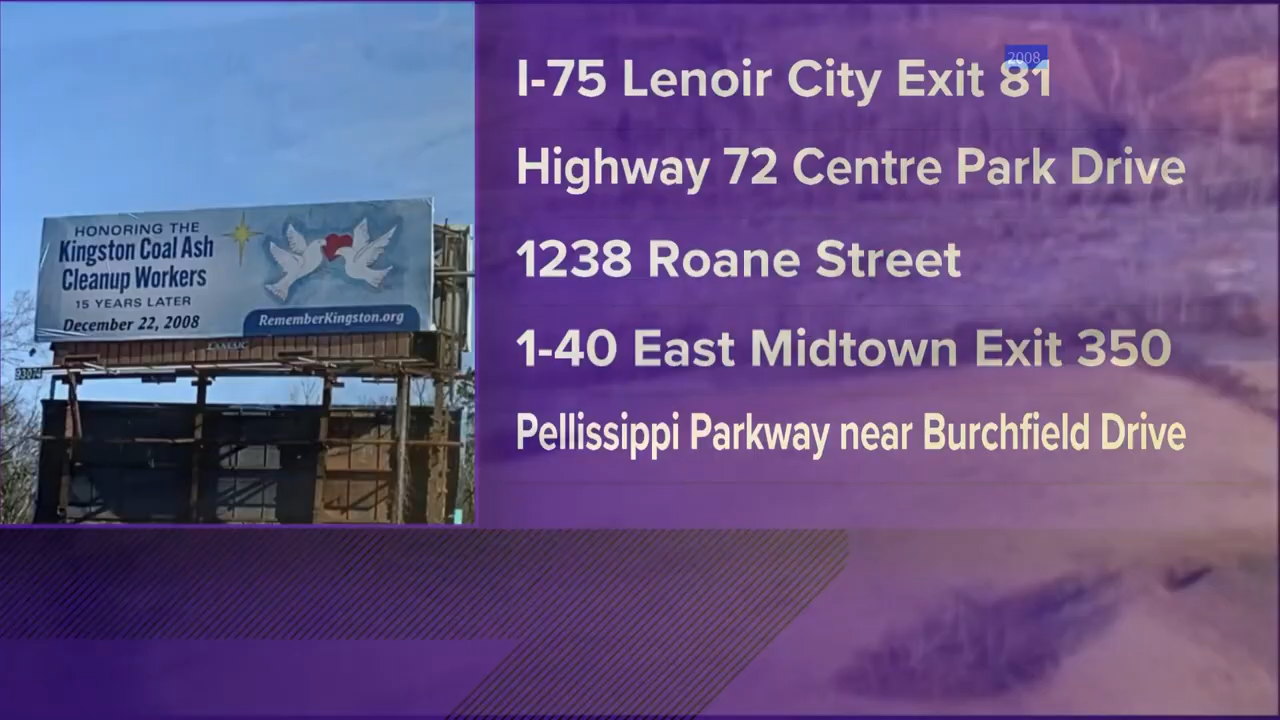 HONORING THE
Kingston Coal Ash
Cleanup Workers
15 YEARS LATER
December 22, 2008
RememberKingston.org
LAMAR
93074
2008
I-75 Lenoir City Exit 81
Highway 72 Centre Park Drive
1238 Roane Street
1-40 East Midtown Exit 350
Pellissippi Parkway near Burchfield Drive